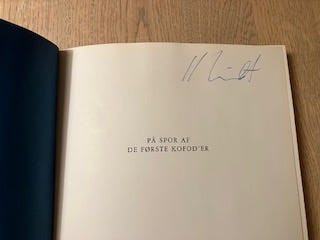 PÅ SPOR AF
DE FØRSTE KOFOD'ER